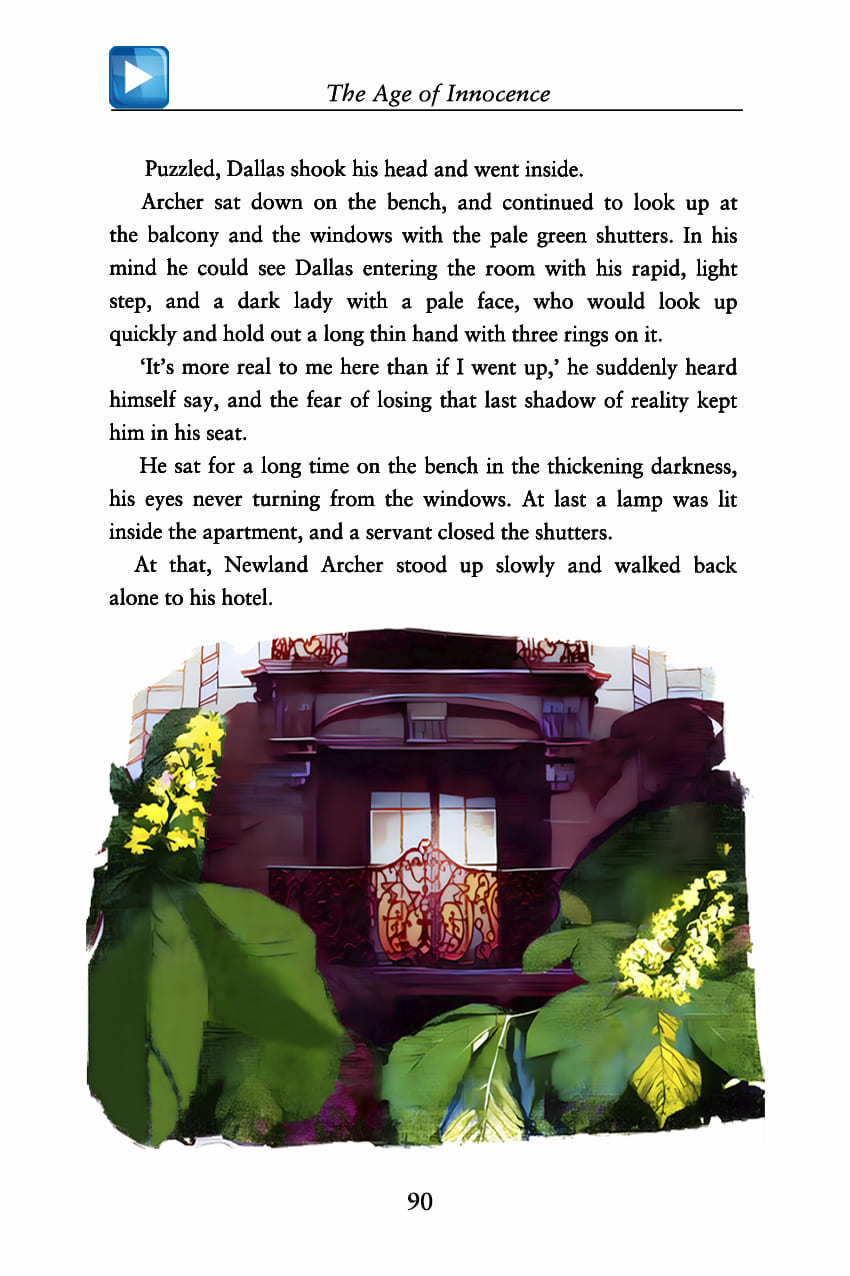 The Age of Innocence
Puzzled, Dallas shook his head and went inside.
Archer sat down on the bench, and continued to look up at
the balcony and the windows with the pale green shutters. In his
mind he could see Dallas entering the room with his rapid, light
step, and a dark lady with a pale face, who would look up
quickly and hold out a long thin hand with three rings on it.
‘It’s more real to me here than if I went up,’ he suddenly heard
himself say, and the fear of losing that last shadow of reality kept
him in his seat.
He sat for a long time on the bench in the thickening darkness,
his eyes never turning from the windows. At last a lamp was lit
inside the apartment, and a servant closed the shutters.
At that, Newland Archer stood up slowly and walked back
alone to his hotel.
90